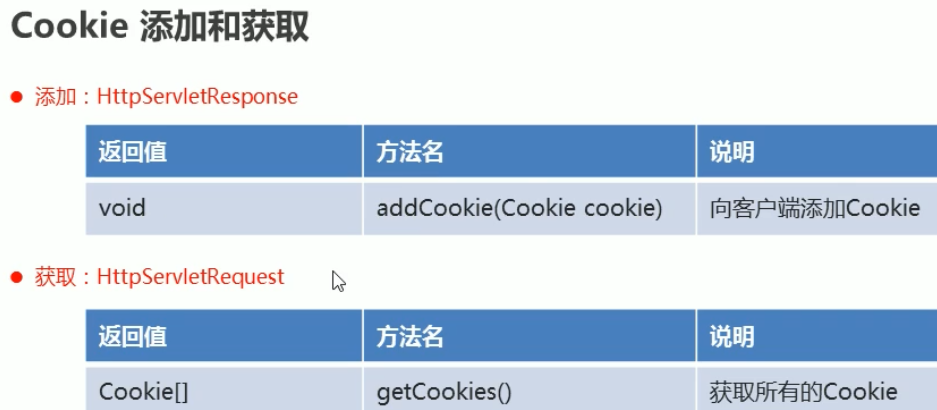 Cookie 添加和获取
添加：HttpServletResponse
返回值 方法名 说明
void addCookie(Cookie cookie) 向客户端添加Cookie
获取：HttpServletRequest
返回值 方法名 说明
Cookie[] getCookies() 获取所有的Cookie